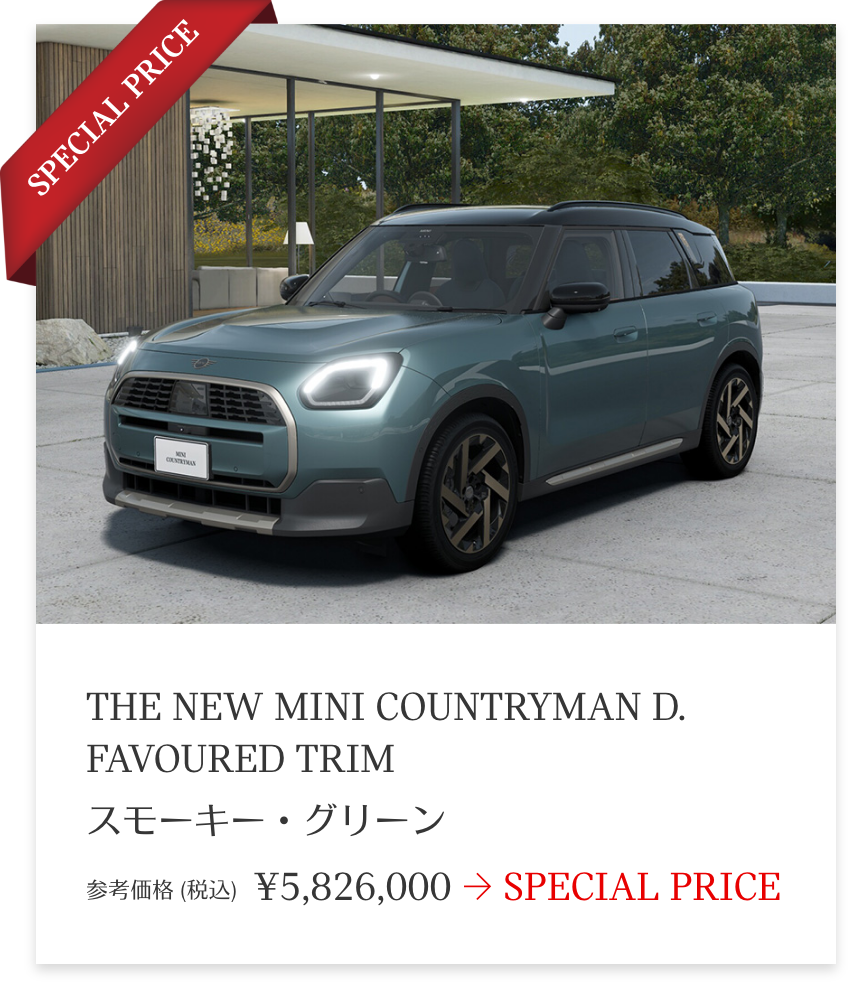 SPECIAL PRICE
MINI
COUNTRYMAN
THE NEW MINI COUNTRYMAN D.
FAVOURED TRIM
スモーキー・グリーン
参考価格 (税込) ¥5,826,000 → SPECIAL PRICE